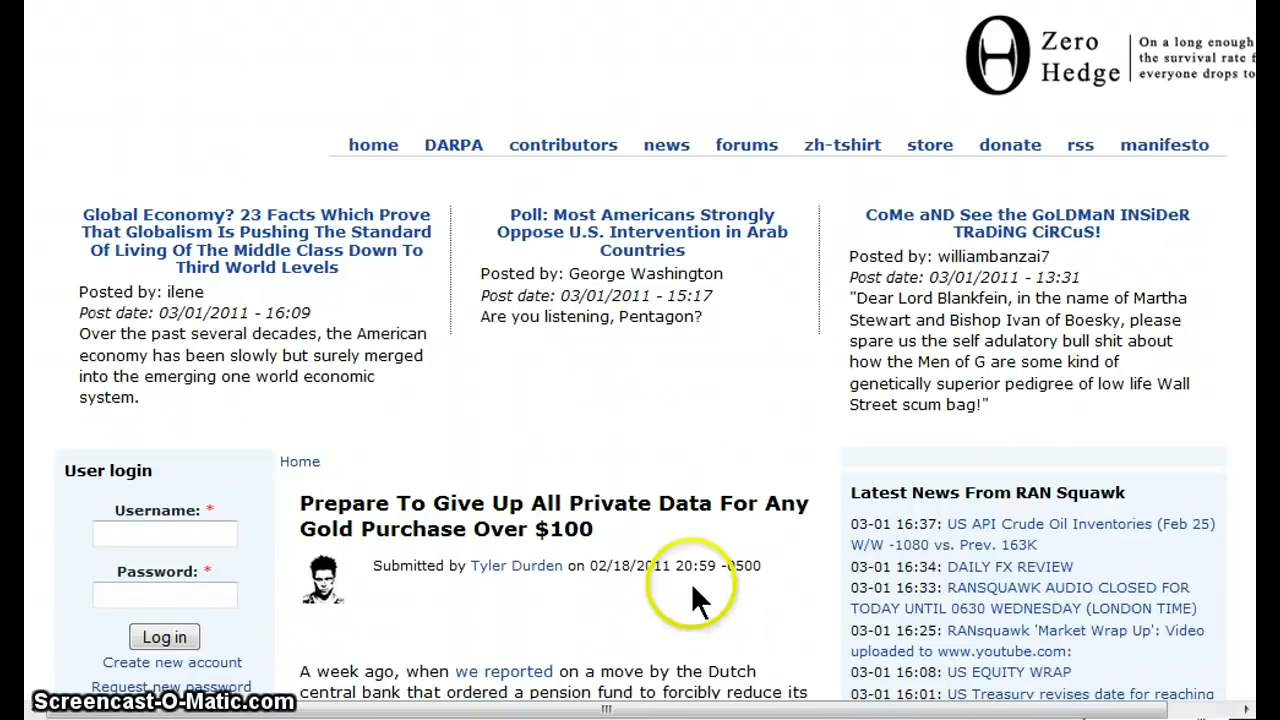 Zero
Hedge
On a long enough
the survival rate
everyone drops to
home DARPA contributors news forums zh-tshirt store donate rss manifesto
Global Economy? 23 Facts Which Prove
That Globalism Is Pushing The Standard
Of Living Of The Middle Class Down To
Third World Levels
Posted by: ilene
Post date: 03/01/2011 - 16:09
Over the past several decades, the American
economy has been slowly but surely merged
into the emerging one world economic
system.
Poll: Most Americans Strongly
Oppose U.S. Intervention in Arab
Countries
Posted by: George Washington
Post date: 03/01/2011 - 15:17
Are you listening, Pentagon?
CoMe aND See the GoLDMaN INSiDeR
TRaDiNG CiRCuS!
Posted by: williambanzai7
Post date: 03/01/2011 - 13:31
"Dear Lord Blankfein, in the name of Martha
Stewart and Bishop Ivan of Boesky, please
spare us the self adulatory bull shit about
how the Men of G are some kind of
genetically superior pedigree of low life Wall
Street scum bag!"
User login
Username: *
Password: *
Log in
Create new account
Request new password
Home
Prepare To Give Up All Private Data For Any
Gold Purchase Over $100
Submitted by Tyler Durden on 02/18/2011 20:59 -0500
A week ago, when we reported on a move by the Dutch
central bank that ordered a pension fund to forcibly reduce its
Latest News From RAN Squawk
03-01 16:37: US API Crude Oil Inventories (Feb 25)
W/W -1080 vs. Prev. 163K
03-01 16:34: DAILY FX REVIEW
03-01 16:33: RANSQUAWK AUDIO CLOSED FOR
TODAY UNTIL 0630 WEDNESDAY (LONDON TIME)
03-01 16:25: RANsquawk 'Market Wrap Up': Video
uploaded to www.youtube.com:
03-01 16:08: US EQUITY WRAP
03-01 16:01: US Treasury revises date for reaching
Screencast-O-Matic.com